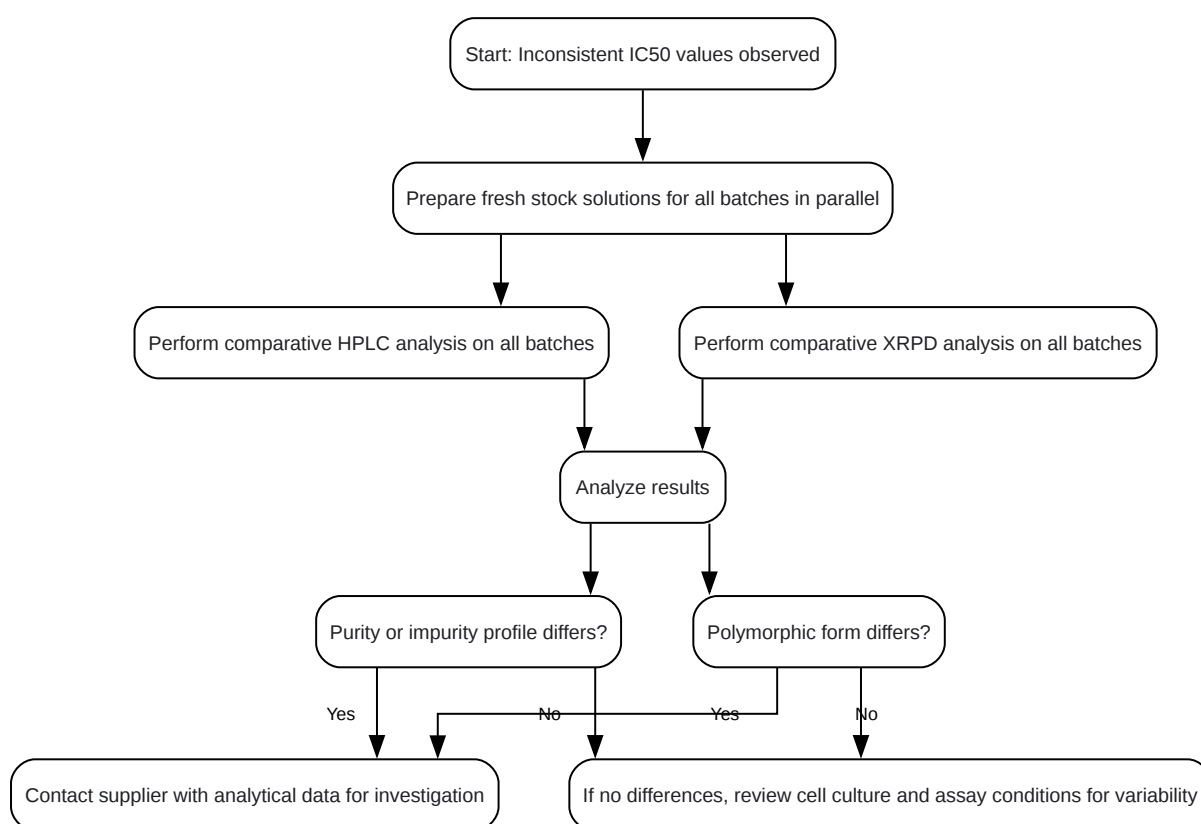 Start: Inconsistent IC50 values observed
Prepare fresh stock solutions for all batches in parallel
Perform comparative HPLC analysis on all batches
Perform comparative XRPD analysis on all batches
Analyze results
Purity or impurity profile differs?
Polymorphic form differs?
Yes
No
Yes
No
Contact supplier with analytical data for investigation
If no differences, review cell culture and assay conditions for variability